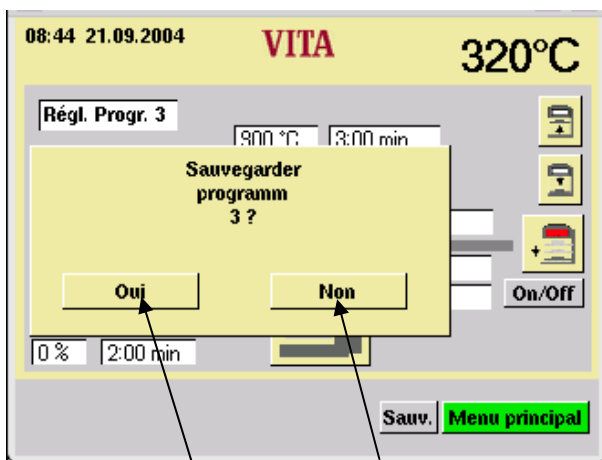 08:44 21.09.2004 VITA 320°C
Régl. Progr. 3
900 °C 3:00 min
Sauvegarder
programm
3 ?
Oui Non
On/Off
0 % 2:00 min
Sauv. Menu principal